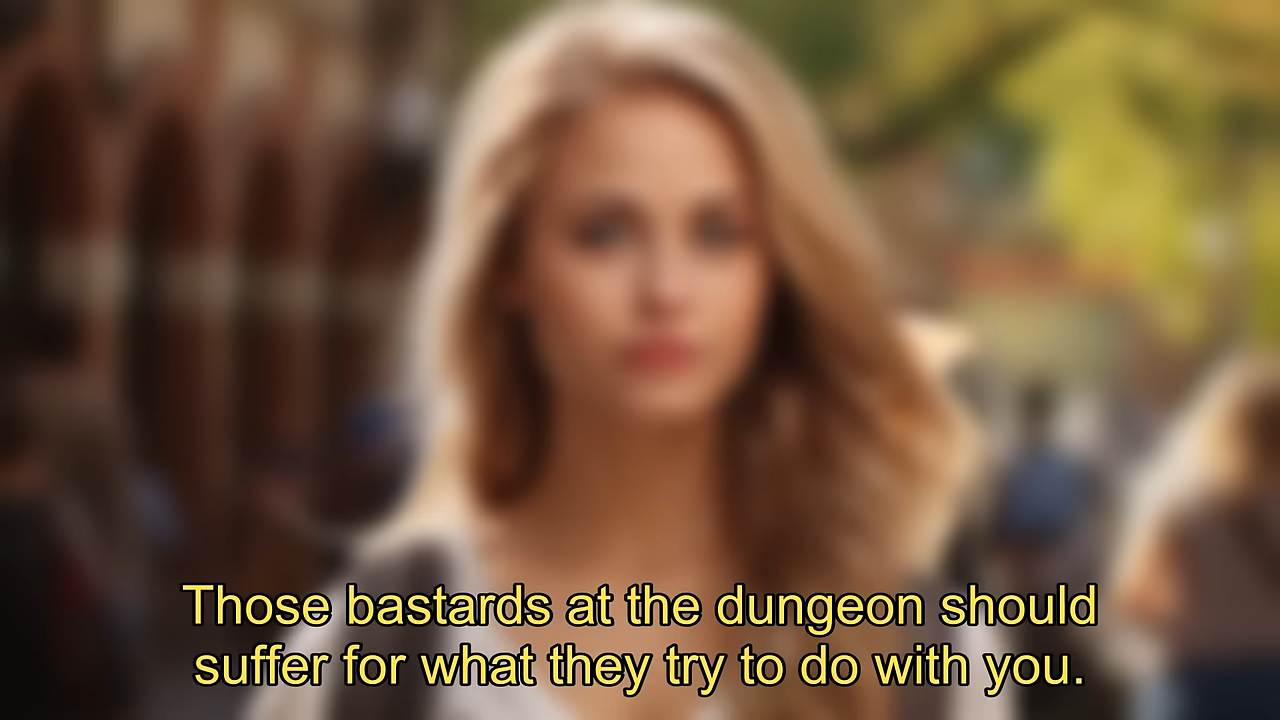 Those bastards at the dungeon should
suffer for what they try to do with you.